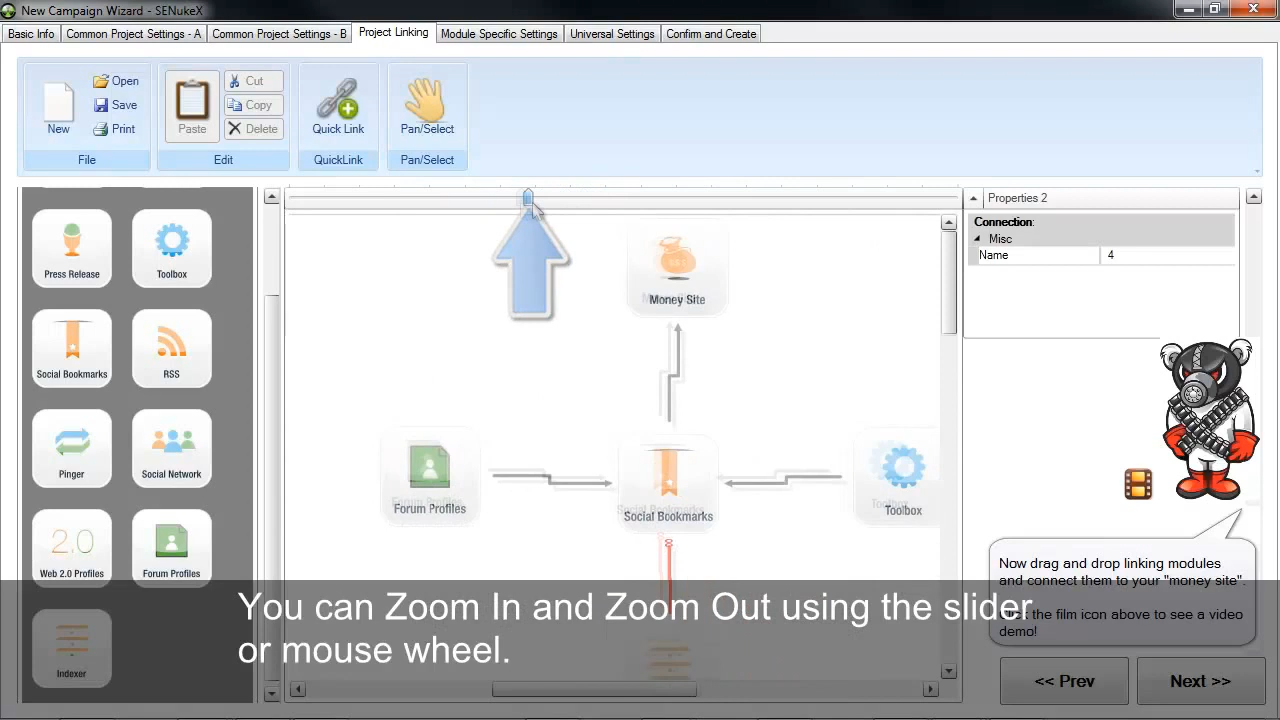 New Campaign Wizard - SENukeX
Basic Info
Common Project Settings - A
Common Project Settings - B
Project Linking
Module Specific Settings
Universal Settings
Confirm and Create
New
Open
Save
Print
File
Paste
Cut
Copy
Delete
Edit
Quick Link
QuickLink
Pan/Select
Pan/Select
Press Release
Toolbox
Social Bookmarks
RSS
Pinger
Social Network
2.0
Web 2.0 Profiles
Forum Profiles
Indexer
Money Site
Forum Profiles
Social Bookmarks
Toolbox
Properties 2
Connection:
Misc
Name 4
Now drag and drop linking modules
and connect them to your "money site".
the film icon above to see a video
demo!
You can Zoom In and Zoom Out using the slider
or mouse wheel.
<< Prev
Next >>